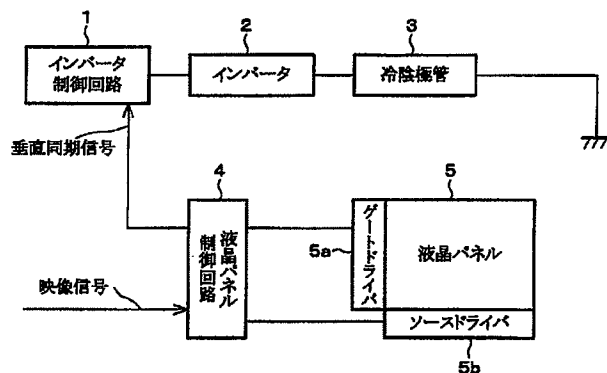 1
インバータ
制御回路
2
インバータ
3
冷陰極管
垂直同期信号
4
液晶パネル
制御回路
映像信号
5
5a
ゲートドライバ
液晶パネル
ソースドライバ
5b